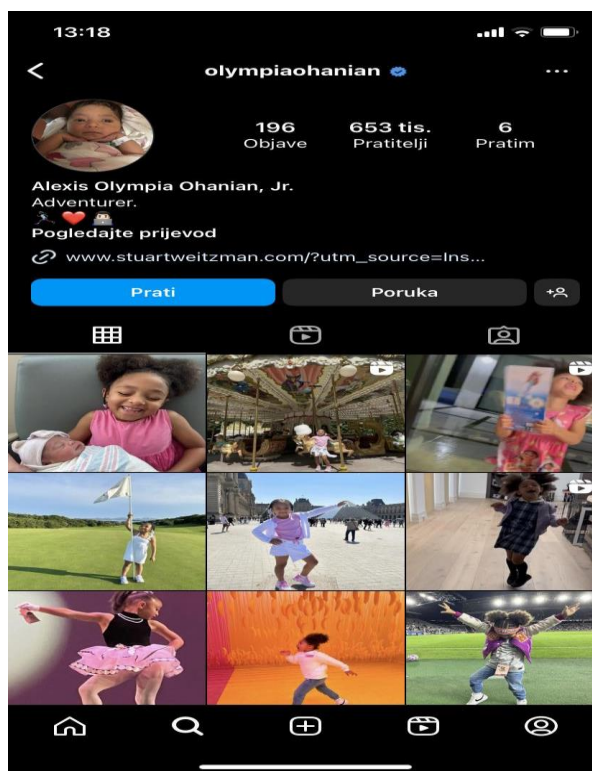 13:18
olympiaohanian
...
196 653 tis. 6
Objave Pratitelji Pratim
Alexis Olympia Ohanian, Jr.
Adventurer.
Pogledajte prijevod
www.stuartweitzman.com/?utm_source=Ins...
Prati Poruka